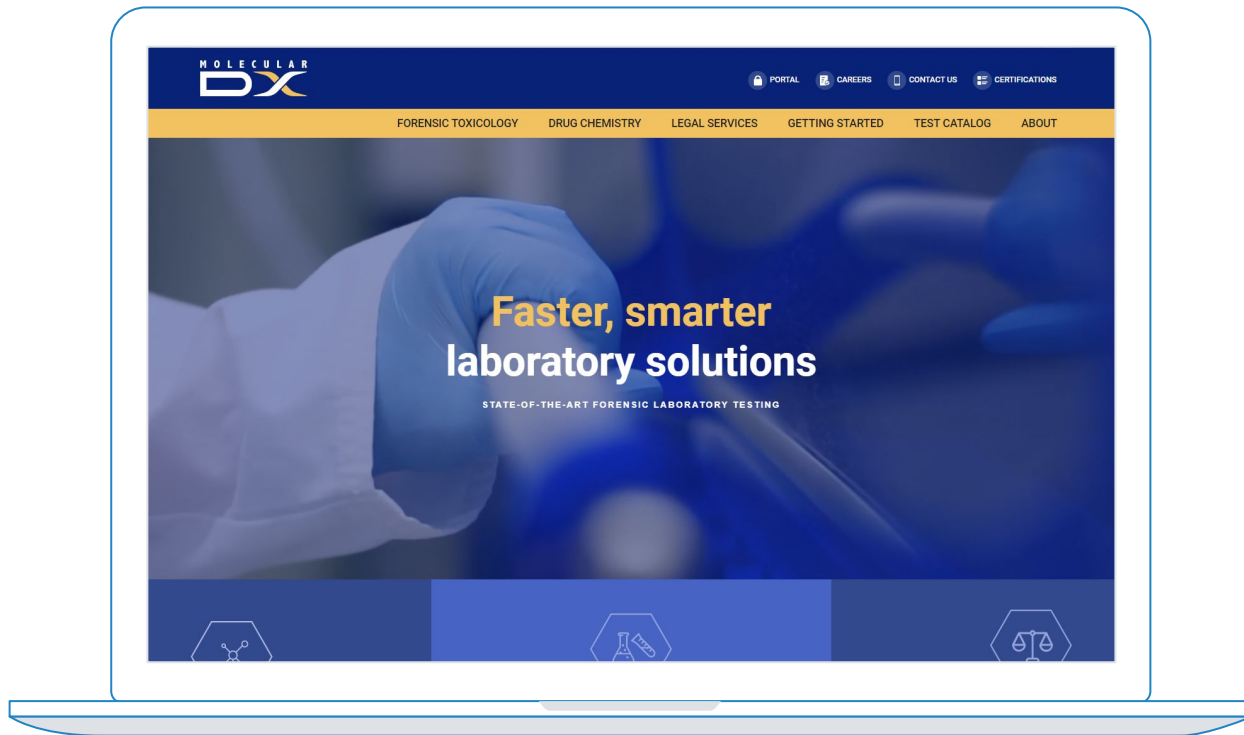 MOLECULAR
DX
PORTAL CAREERS CONTACT US CERTIFICATIONS
FORENSIC TOXICOLOGY DRUG CHEMISTRY LEGAL SERVICES GETTING STARTED TEST CATALOG ABOUT
Faster, smarter
laboratory solutions
STATE-OF-THE-ART FORENSIC LABORATORY TESTING